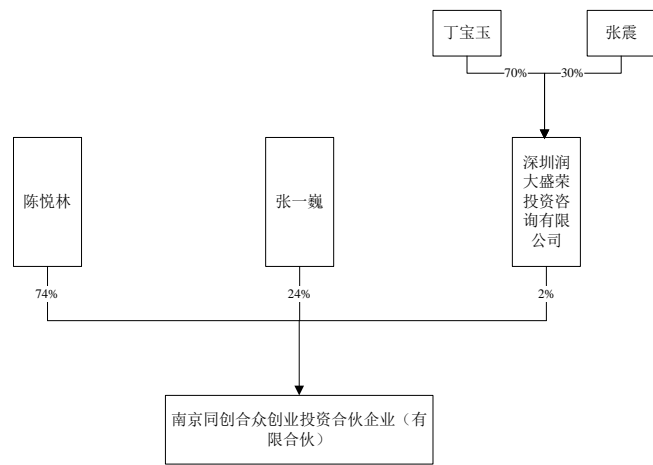 丁宝玉
张震
70%
30%
陈悦林
张一巍
深圳润
大盛荣
投资咨
询有限
公司
74%
24%
2%
南京同创合众创业投资合伙企业（有
限合伙）